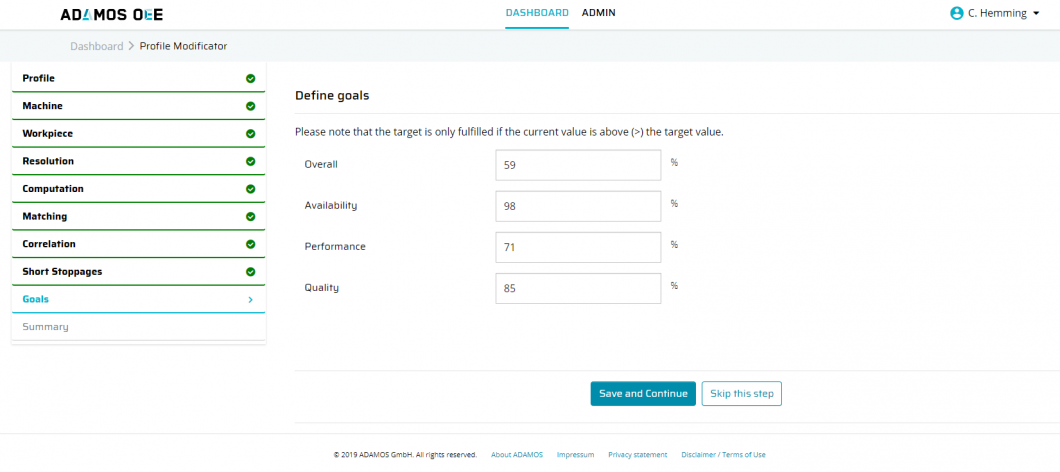 ADAMOS OEE
DASHBOARD ADMIN
C. Hemming
Dashboard > Profile Modificator
Profile
Machine
Workpiece
Resolution
Computation
Matching
Correlation
Short Stoppages
Goals
Summary
Define goals
Please note that the target is only fulfilled if the current value is above (>) the target value.
Overall 59 %
Availability 98 %
Performance 71 %
Quality 85 %
Save and Continue Skip this step
© 2019 ADAMOS GmbH. All rights reserved. About ADAMOS Impressum Privacy statement Disclaimer / Terms of Use